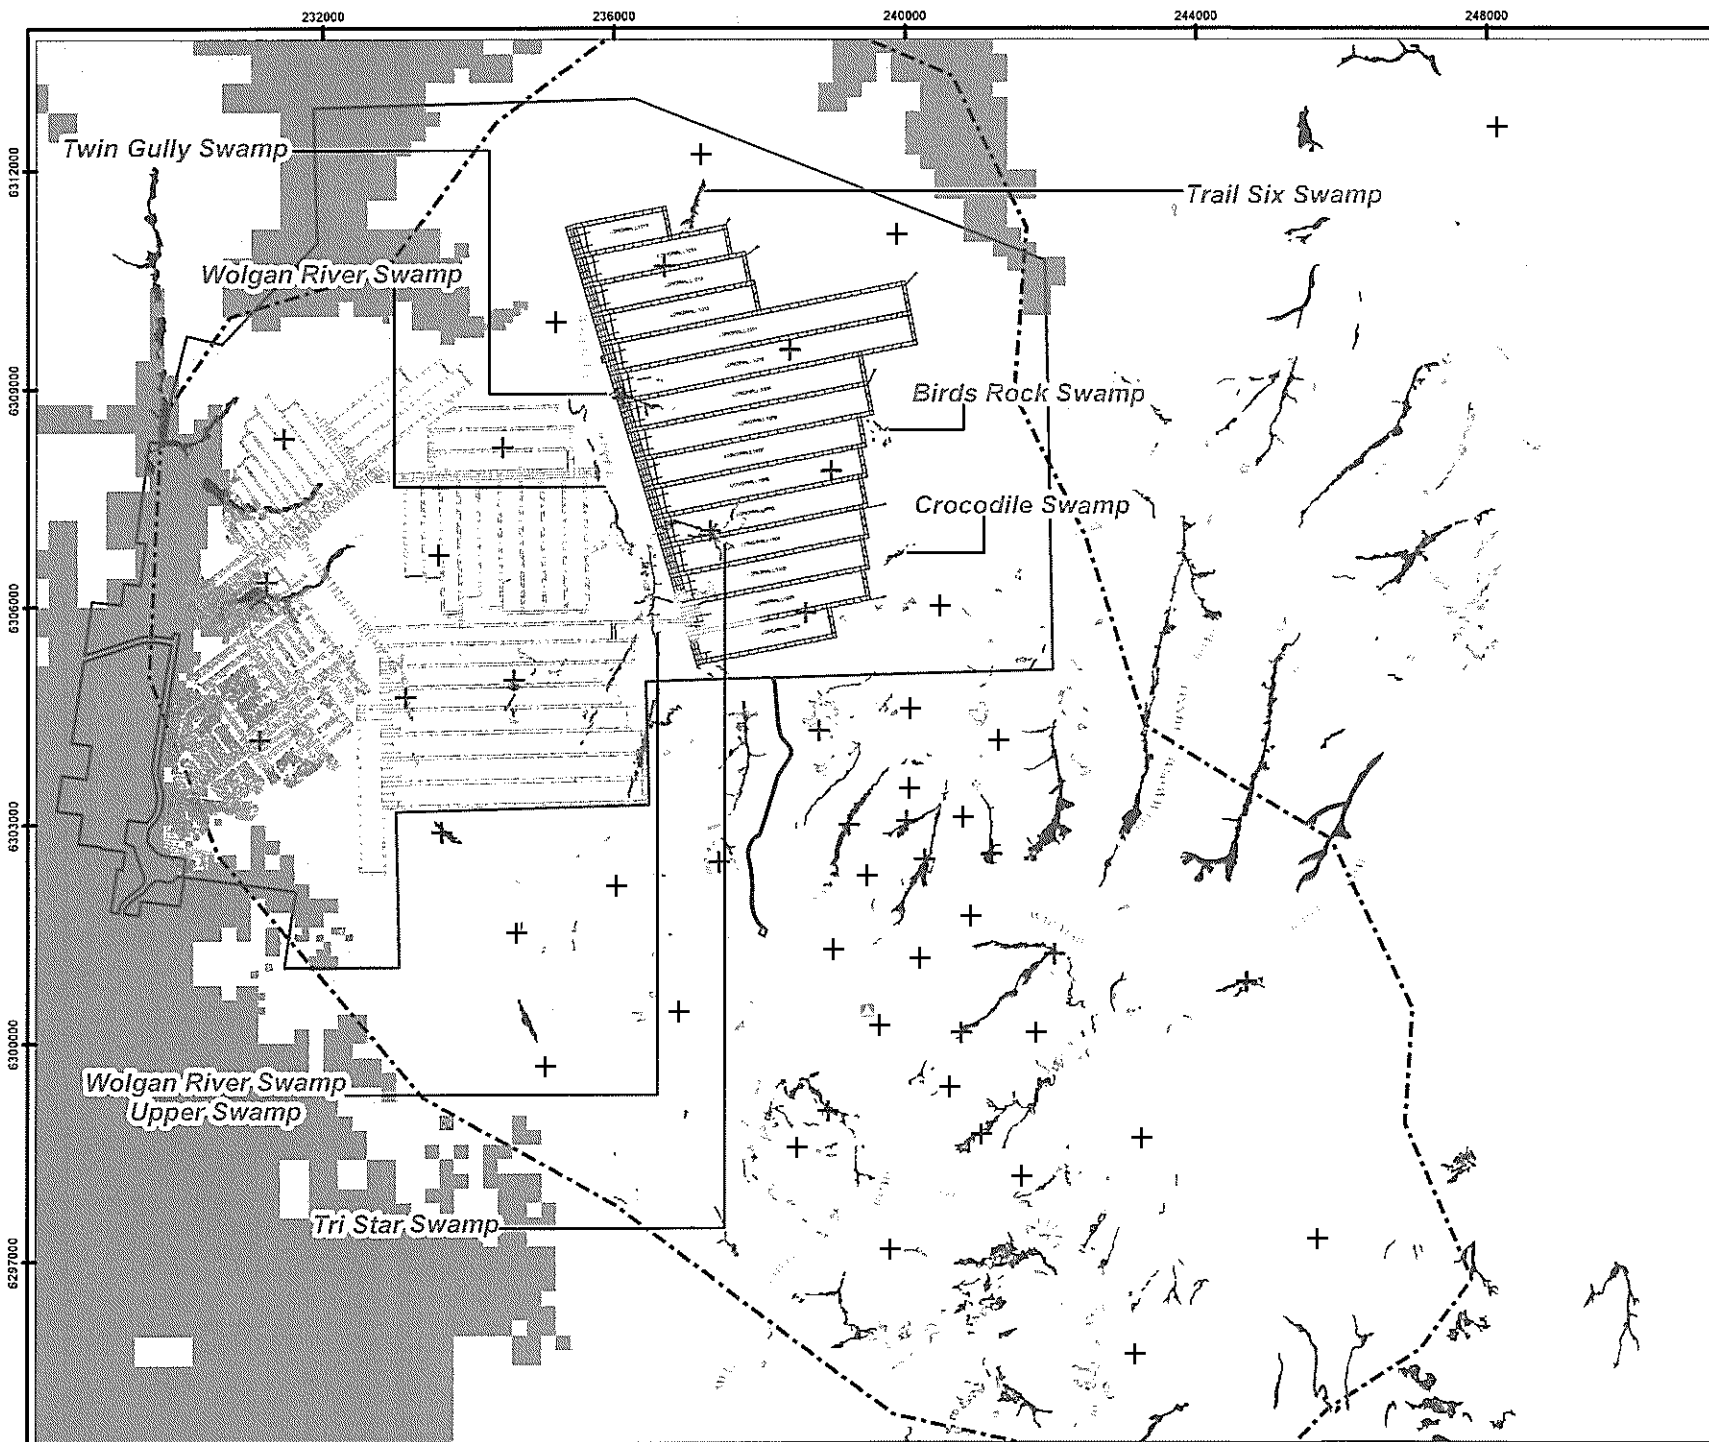 232000
236000
240000
244000
248000
6312000
6309000
6306000
6303000
6300000
6297000
Twin Gully Swamp
Trail Six Swamp
Wolgan River Swamp
Birds Rock Swamp
Crocodile Swamp
Wolgan River Swamp
Upper Swamp
Tri Star Swamp